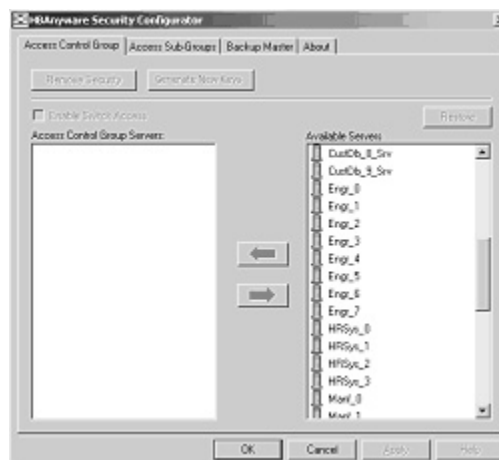 HBAnyware Security Configurator
Access Control Group Access Sub-Groups Backup Master About
Remove Security Generate New Keys
Enable Switch Access Restore
Access Control Group Servers: Available Servers
CustDb_8_Srv
CustDb_9_Srv
Engr_0
Engr_1
Engr_2
Engr_3
Engr_4
Engr_5
Engr_6
Engr_7
HRSys_0
HRSys_1
HRSys_2
HRSys_3
Manf_0
Manf_1
OK Cancel Apply Help